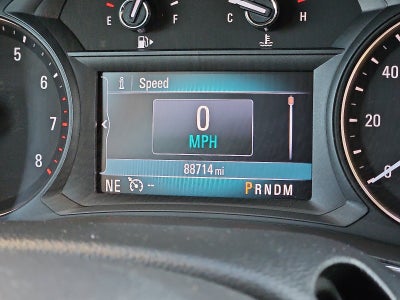 E F C H
5
6
7
8
i Speed
0
MPH
88714 mi
NE -- PRNDM
40
20
0